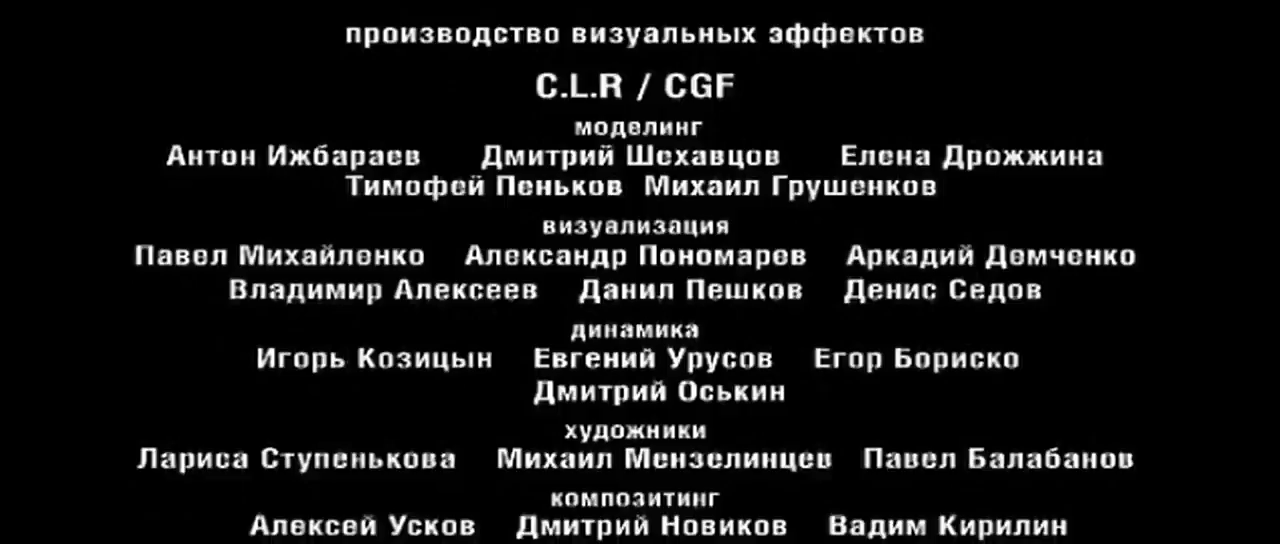 производство визуальных эффектов
C.L.R / CGF
моделинг
Антон Ижбараев Дмитрий Шехавцов Елена Дрожжина
Тимофей Пеньков Михаил Грушенков
визуализация
Павел Михайленко Александр Пономарев Аркадий Демченко
Владимир Алексеев Данил Пешков Денис Седов
динамика
Игорь Козицын Евгений Урусов Егор Бориско
Дмитрий Оськин
художники
Лариса Ступенькова Михаил Мензелинцев Павел Балабанов
композитинг
Алексей Усков Дмитрий Новиков Вадим Кирилин